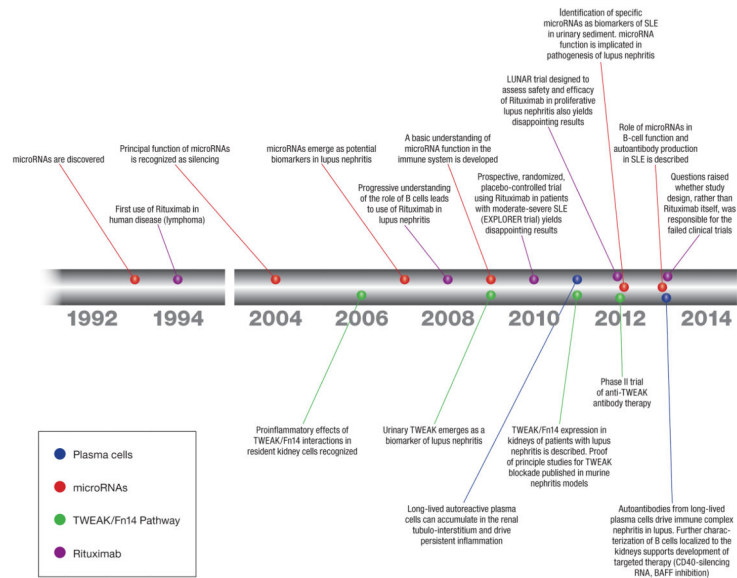 Identification of specific
microRNAs as biomarkers of SLE
in urinary sediment. microRNA
function is implicated in
pathogenesis of lupus nephritis
LUNAR trial designed to
assess safety and efficacy
of Rituximab in proliferative
lupus nephritis also yields
disappointing results
microRNAs are discovered
Principal function of microRNAs
is recognized as silencing
microRNAs emerge as potential
biomarkers in lupus nephritis
A basic understanding of
microRNA function in the
immune system is developed
Role of microRNAs in
B-cell function and
autoantibody production
in SLE is described
First use of Rituximab in
human disease (lymphoma)
Progressive understanding
of the role of B cells leads
to use of Rituximab in
lupus nephritis
Prospective, randomized,
placebo-controlled trial
using Rituximab in patients
with moderate-severe SLE
(EXPLORER trial) yields
disappointing results
Questions raised
whether study
design, rather than
Rituximab itself, was
responsible for the
failed clinical trials
1992 1994 2004 2006 2008 2010 2012 2014
Proinflammatory effects of
TWEAK/Fn14 interactions in
resident kidney cells recognized
Urinary TWEAK emerges as a
biomarker of lupus nephritis
TWEAK/Fn14 expression in
kidneys of patients with lupus
nephritis is described. Proof
of principle studies for TWEAK
blockade published in murine
nephritis models
Phase II trial
of anti-TWEAK
antibody therapy
Long-lived autoreactive plasma
cells can accumulate in the renal
tubulo-interstitium and drive
persistent inflammation
Autoantibodies from long-lived
plasma cells drive immune complex
nephritis in lupus. Further charac-
terization of B cells localized to the
kidneys supports development of
targeted therapy (CD40-silencing
RNA, BAFF inhibition)
Plasma cells
microRNAs
TWEAK/Fn14 Pathway
Rituximab